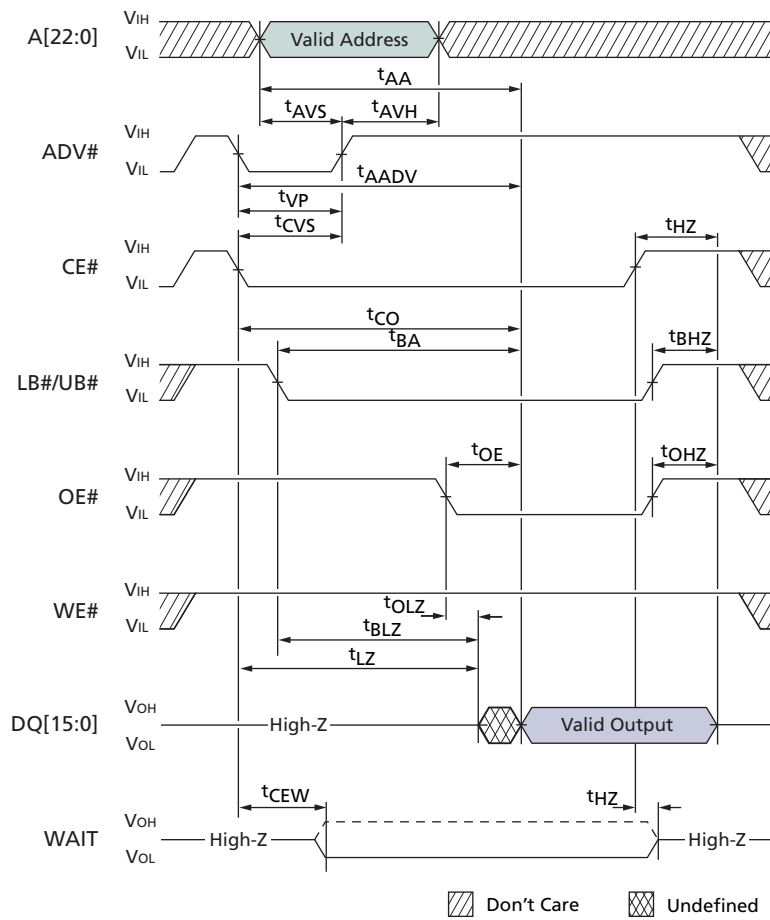 VIH
A[22:0] Valid Address
VIL
tAA
tAVS tAVH
VIH
ADV#
VIL
tAADV
tVP
tCVS
tHZ
VIH
CE#
VIL
tCO
tBA
tBHZ
VIH
LB#/UB#
VIL
tOE
tOHZ
VIH
OE#
VIL
VIH
WE#
tOLZ
VIL
tBLZ
tLZ
VOH
DQ[15:0] High-Z Valid Output
VOL
tCEW tHZ
VOH
WAIT High-Z High-Z
VOL
Don't Care Undefined